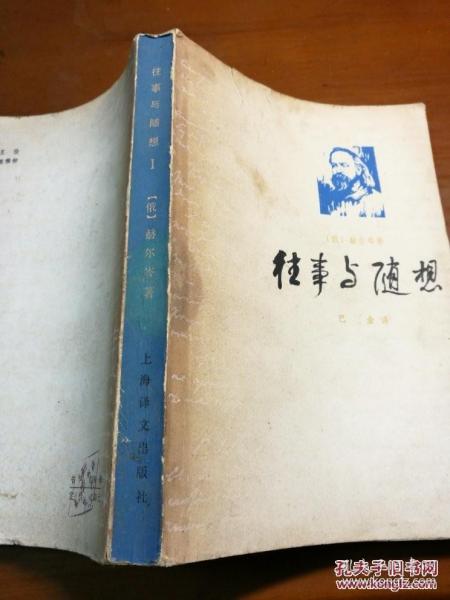 往事与随想 I
〔俄〕赫尔岑著
上海译文出版社
〔俄〕赫尔岑著
往事与随想
巴金译
孔夫子旧书网
www.kongfz.com